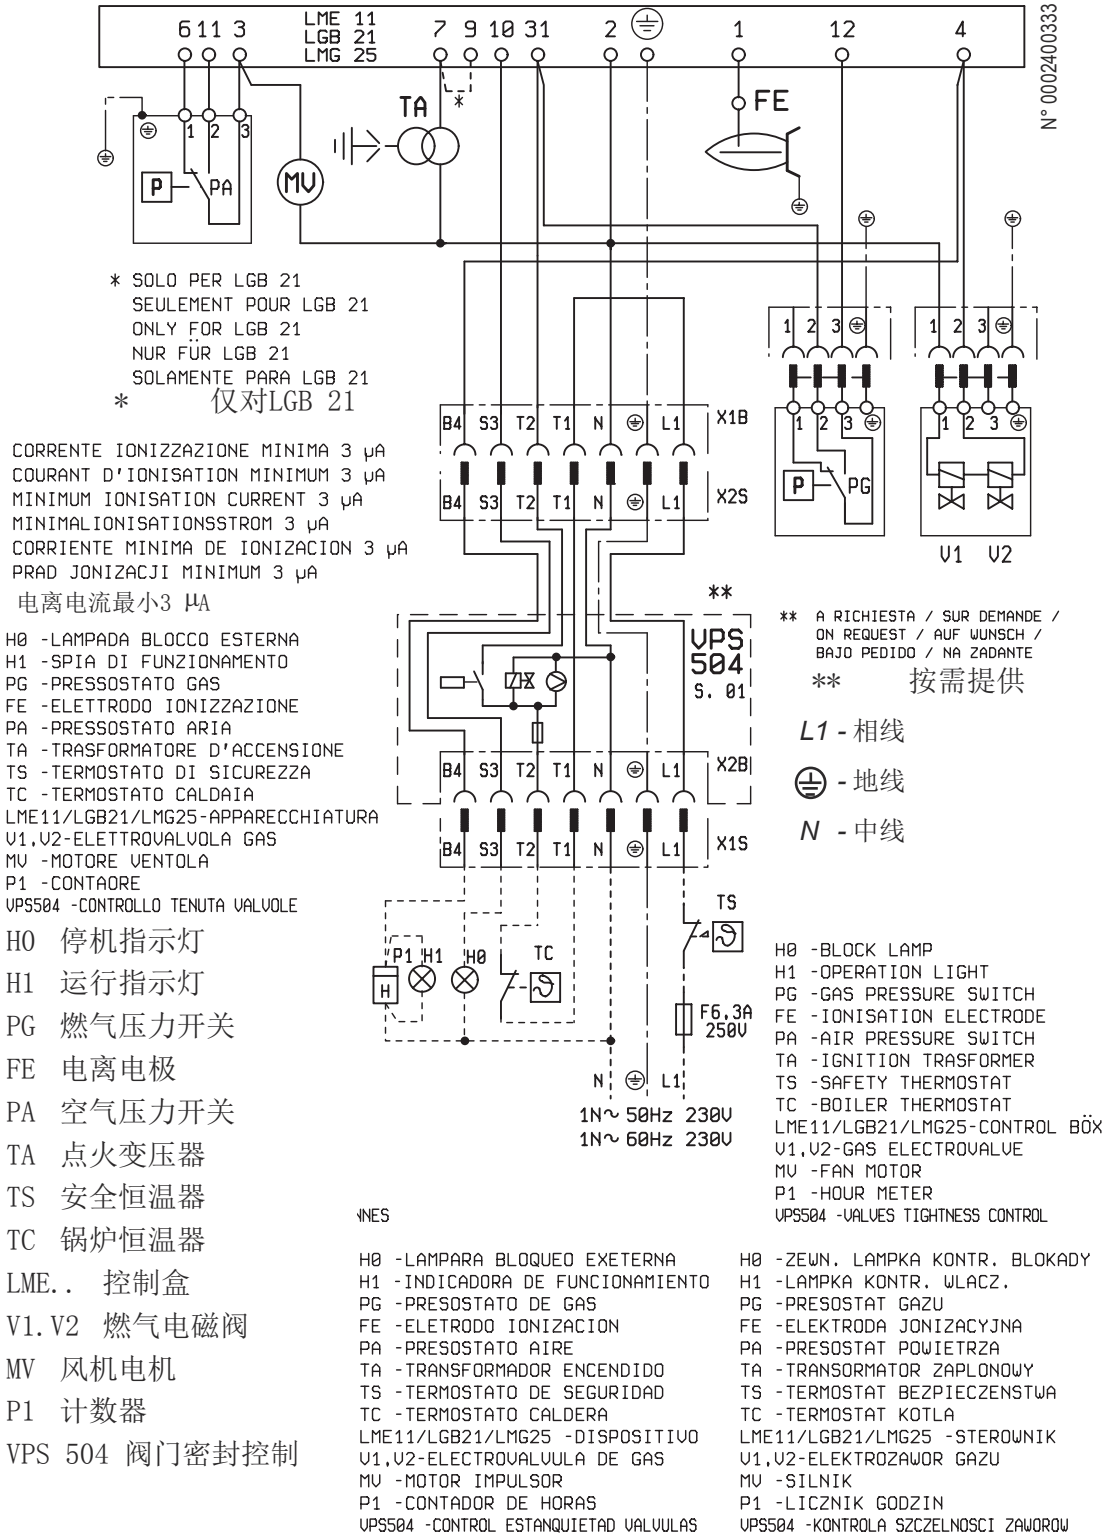 LME 11
LGB 21
LMG 25
6 11 3 7 9 10 31 2 1 12 4
N° 0002400333
TA
*
FE
1 2 3
P
PA
MV
* SOLO PER LGB 21
SEULEMENT POUR LGB 21
ONLY FOR LGB 21
NUR FÜR LGB 21
SOLAMENTE PARA LGB 21
* 仅对LGB 21
1 2 3
1 2 3
B4 S3 T2 T1 N L1 X1B
1 2 3
1 2 3
P
PG
V1 V2
B4 S3 T2 T1 N L1 X2S
CORRENTE IONIZZAZIONE MINIMA 3 µA
COURANT D'IONISATION MINIMUM 3 µA
MINIMUM IONISATION CURRENT 3 µA
MINIMALIONISATIONSSTROM 3 µA
CORRIENTE MINIMA DE IONIZACION 3 µA
PRAD JONIZACJI MINIMUM 3 µA
电离电流最小3 µA
**
VPS
504
S. 01
** A RICHIESTA / SUR DEMANDE /
ON REQUEST / AUF WUNSCH /
BAJO PEDIDO / NA ZADANTE
** 按需提供
L1 - 相线
- 地线
N - 中线
H0 -LAMPADA BLOCCO ESTERNA
H1 -SPIA DI FUNZIONAMENTO
PG -PRESSOSTATO GAS
FE -ELETTRODO IONIZZAZIONE
PA -PRESSOSTATO ARIA
TA -TRASFORMATORE D'ACCENSIONE
TS -TERMOSTATO DI SICUREZZA
TC -TERMOSTATO CALDAIA
LME11/LGB21/LMG25-APPARECCHIATURA
V1,V2-ELETTROVALVOLA GAS
MV -MOTORE VENTOLA
P1 -CONTAORE
VPS504 -CONTROLLO TENUTA VALVOLE
B4 S3 T2 T1 N L1 X2B
B4 S3 T2 T1 N L1 X1S
TS
P1 H1 H0 TC
H
F6,3A
250V
N L1
1N~ 50Hz 230V
1N~ 60Hz 230V
H0 停机指示灯
H1 运行指示灯
PG 燃气压力开关
FE 电离电极
PA 空气压力开关
TA 点火变压器
TS 安全恒温器
TC 锅炉恒温器
LME.. 控制盒
V1.V2 燃气电磁阀
MV 风机电机
P1 计数器
VPS 504 阀门密封控制
H0 -BLOCK LAMP
H1 -OPERATION LIGHT
PG -GAS PRESSURE SWITCH
FE -IONISATION ELECTRODE
PA -AIR PRESSURE SWITCH
TA -IGNITION TRASFORMER
TS -SAFETY THERMOSTAT
TC -BOILER THERMOSTAT
LME11/LGB21/LMG25-CONTROL BÖX
V1,V2-GAS ELECTROVALVE
MV -FAN MOTOR
P1 -HOUR METER
VPS504 -VALVES TIGHTNESS CONTROL
NNES
H0 -LAMPARA BLOQUEO EXETERNA
H1 -INDICADORA DE FUNCIONAMIENTO
PG -PRESOSTATO DE GAS
FE -ELETRODO IONIZACION
PA -PRESOSTATO AIRE
TA -TRANSFORMADOR ENCENDIDO
TS -TERMOSTATO DE SEGURIDAD
TC -TERMOSTATO CALDERA
LME11/LGB21/LMG25 -DISPOSITIVO
V1,V2-ELECTROVALVULA DE GAS
MV -MOTOR IMPULSOR
P1 -CONTADOR DE HORAS
VPS504 -CONTROL ESTANQUIETAD VALVULAS
H0 -ZEWN. LAMPKA KONTR. BLOKADY
H1 -LAMPKA KONTR. WLACZ.
PG -PRESOSTAT GAZU
FE -ELEKTRODA JONIZACYJNA
PA -PRESOSTAT POWIETRZA
TA -TRANSORMATOR ZAPLONOWY
TS -TERMOSTAT BEZPIECZENSTWA
TC -TERMOSTAT KOTLA
LME11/LGB21/LMG25 -STEROWNIK
V1,V2-ELEKTROZAWOR GAZU
MV -SILNIK
P1 -LICZNIK GODZIN
VPS504 -KONTROLA SZCZELNOSCI ZAWOROW